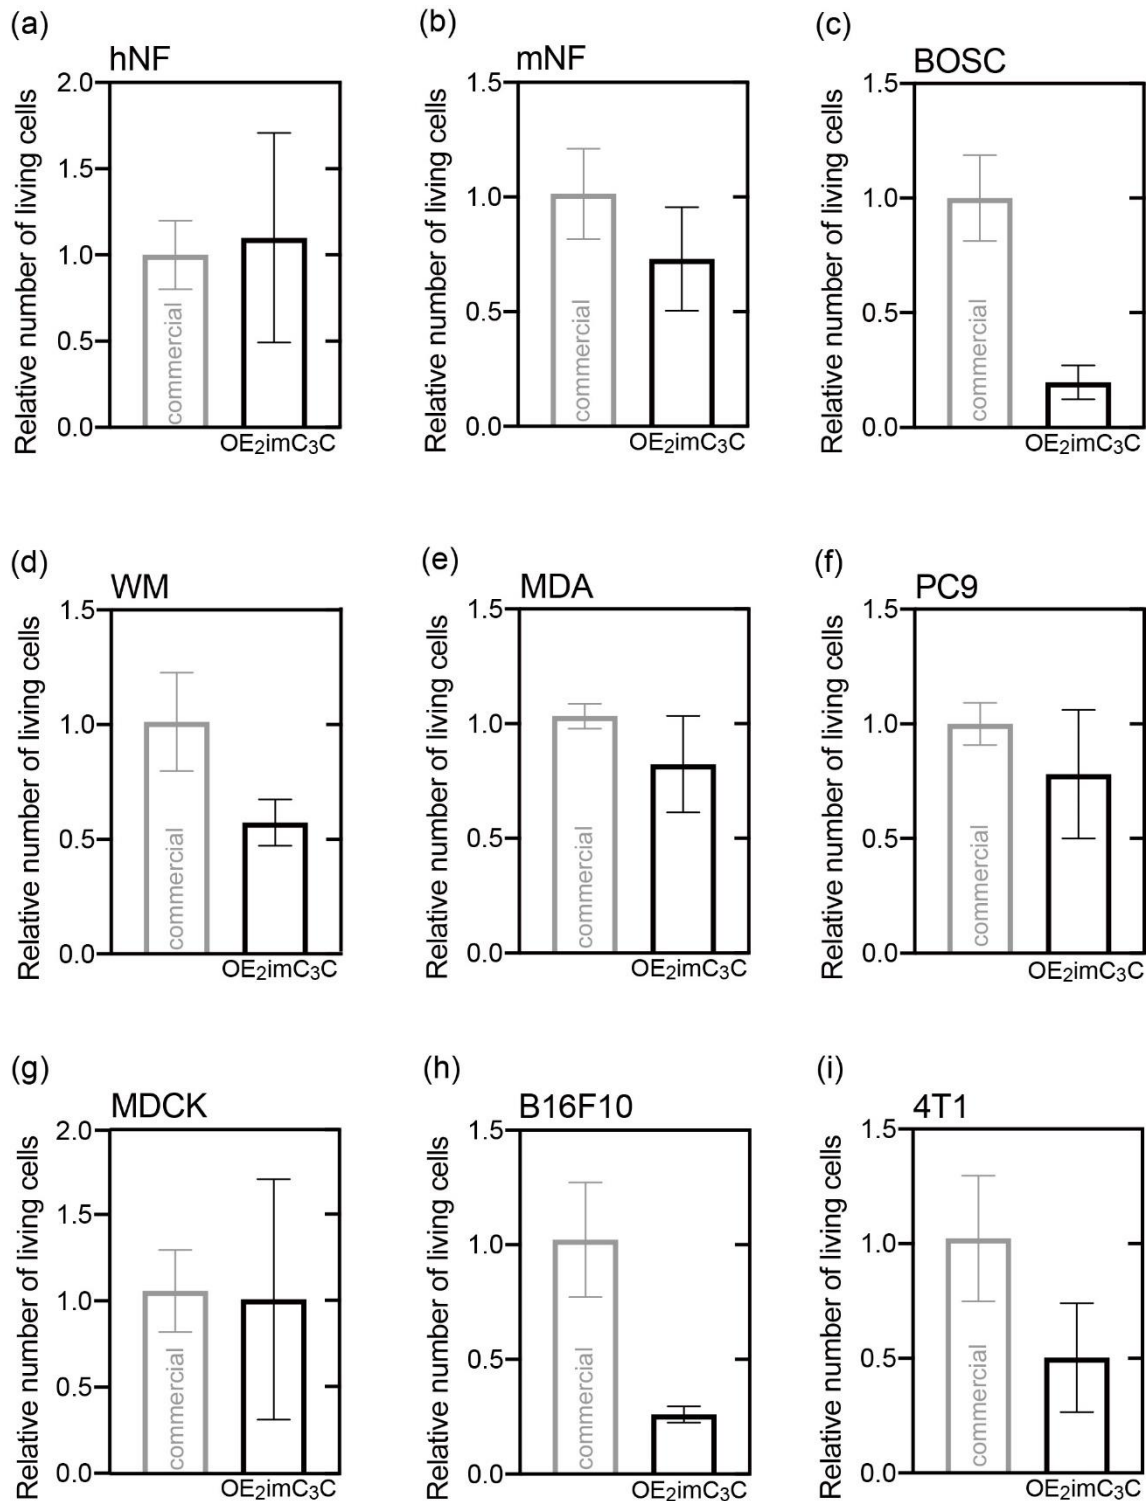 (a)
hNF
Relative number of living cells
2.0
1.5
1.0
0.5
0.0
commercial
OE₂imC₃C
(b)
mNF
Relative number of living cells
1.5
1.0
0.5
0.0
commercial
OE₂imC₃C
(c)
BOSC
Relative number of living cells
1.5
1.0
0.5
0.0
commercial
OE₂imC₃C
(d)
WM
Relative number of living cells
1.5
1.0
0.5
0.0
commercial
OE₂imC₃C
(e)
MDA
Relative number of living cells
1.5
1.0
0.5
0.0
commercial
OE₂imC₃C
(f)
PC9
Relative number of living cells
1.5
1.0
0.5
0.0
commercial
OE₂imC₃C
(g)
MDCK
Relative number of living cells
2.0
1.5
1.0
0.5
0.0
commercial
OE₂imC₃C
(h)
B16F10
Relative number of living cells
1.5
1.0
0.5
0.0
commercial
OE₂imC₃C
(i)
4T1
Relative number of living cells
1.5
1.0
0.5
0.0
commercial
OE₂imC₃C